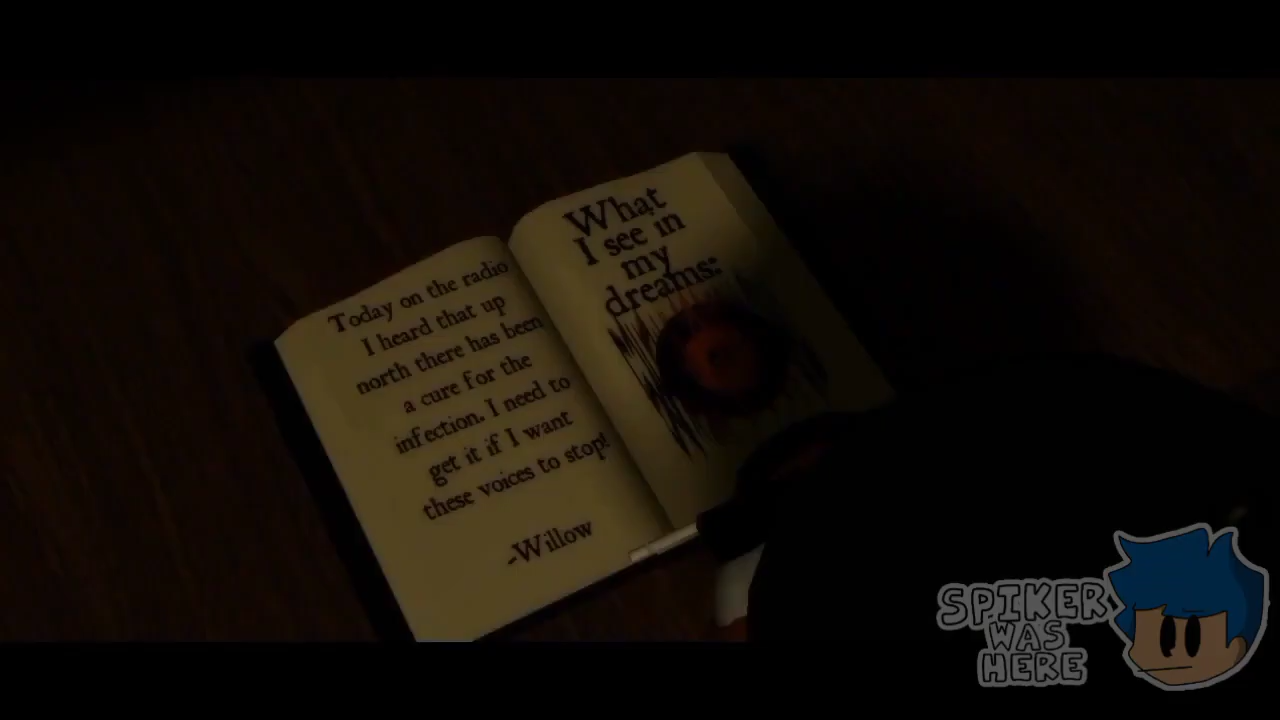 Today on the radio
I heard that up
north there has been
a cure for the
infection. I need to
get it if I want
these voices to stop!
-Willow
What
I see in
my
dreams:
SPIKER
WAS
HERE